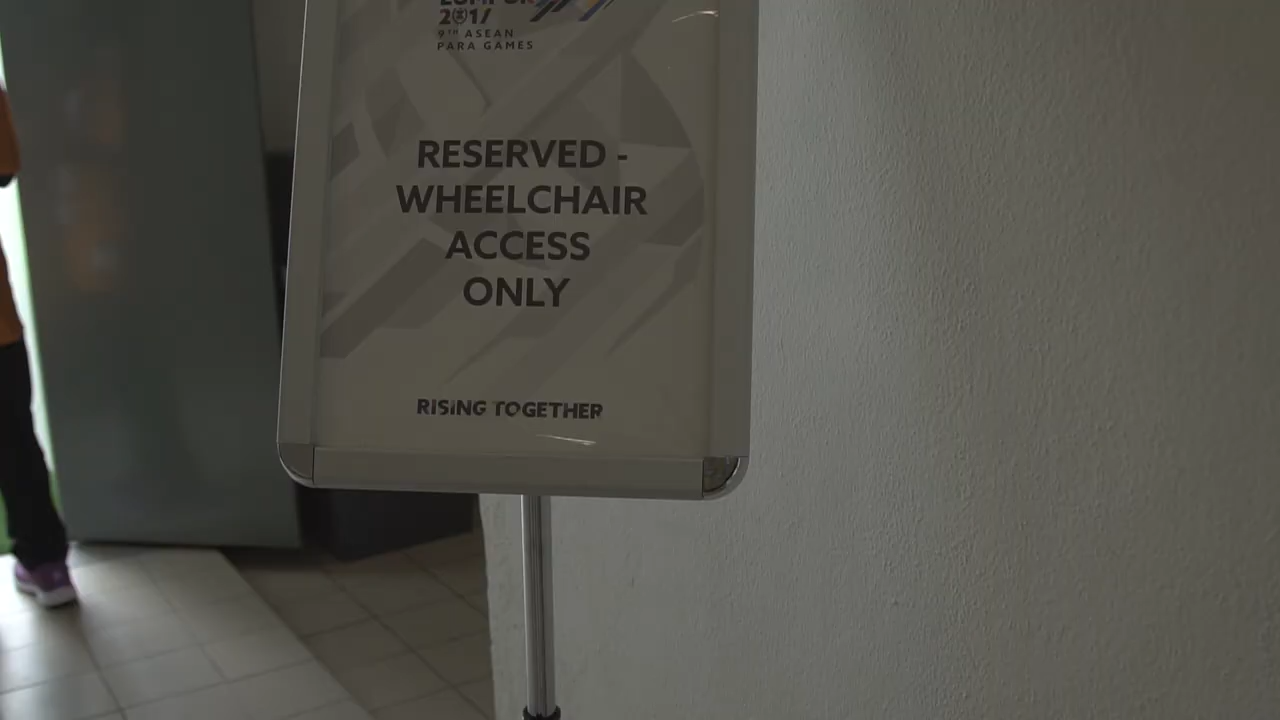 2017
9TH ASEAN
PARA GAMES
RESERVED -
WHEELCHAIR
ACCESS
ONLY
RISING TOGETHER